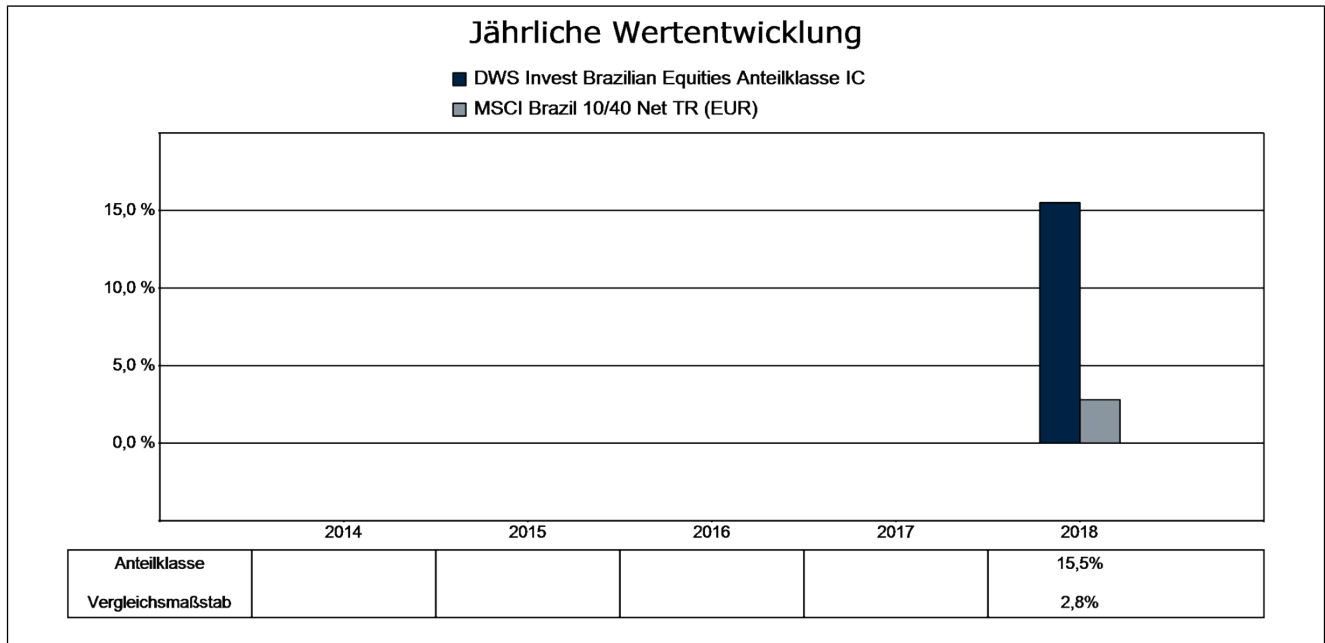 Jährliche Wertentwicklung
DWS Invest Brazilian Equities Anteilklasse IC
MSCI Brazil 10/40 Net TR (EUR)
15,0 %
10,0 %
5,0 %
0,0 %
2014 2015 2016 2017 2018
Anteilklasse 15,5%
Vergleichsmaßstab 2,8%